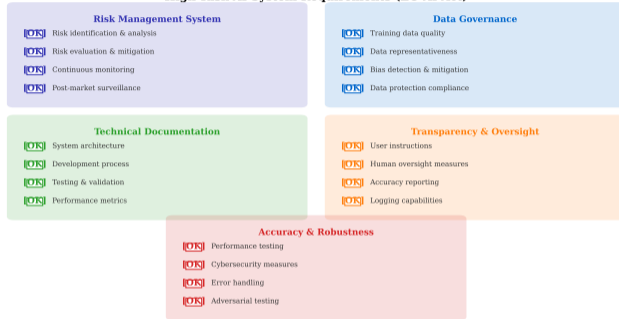 Risk Management System
[OK] Risk identification & analysis
[OK] Risk evaluation & mitigation
[OK] Continuous monitoring
[OK] Post-market surveillance
Data Governance
[OK] Training data quality
[OK] Data representativeness
[OK] Bias detection & mitigation
[OK] Data protection compliance
Technical Documentation
[OK] System architecture
[OK] Development process
[OK] Testing & validation
[OK] Performance metrics
Transparency & Oversight
[OK] User instructions
[OK] Human oversight measures
[OK] Accuracy reporting
[OK] Logging capabilities
Accuracy & Robustness
[OK] Performance testing
[OK] Cybersecurity measures
[OK] Error handling
[OK] Adversarial testing